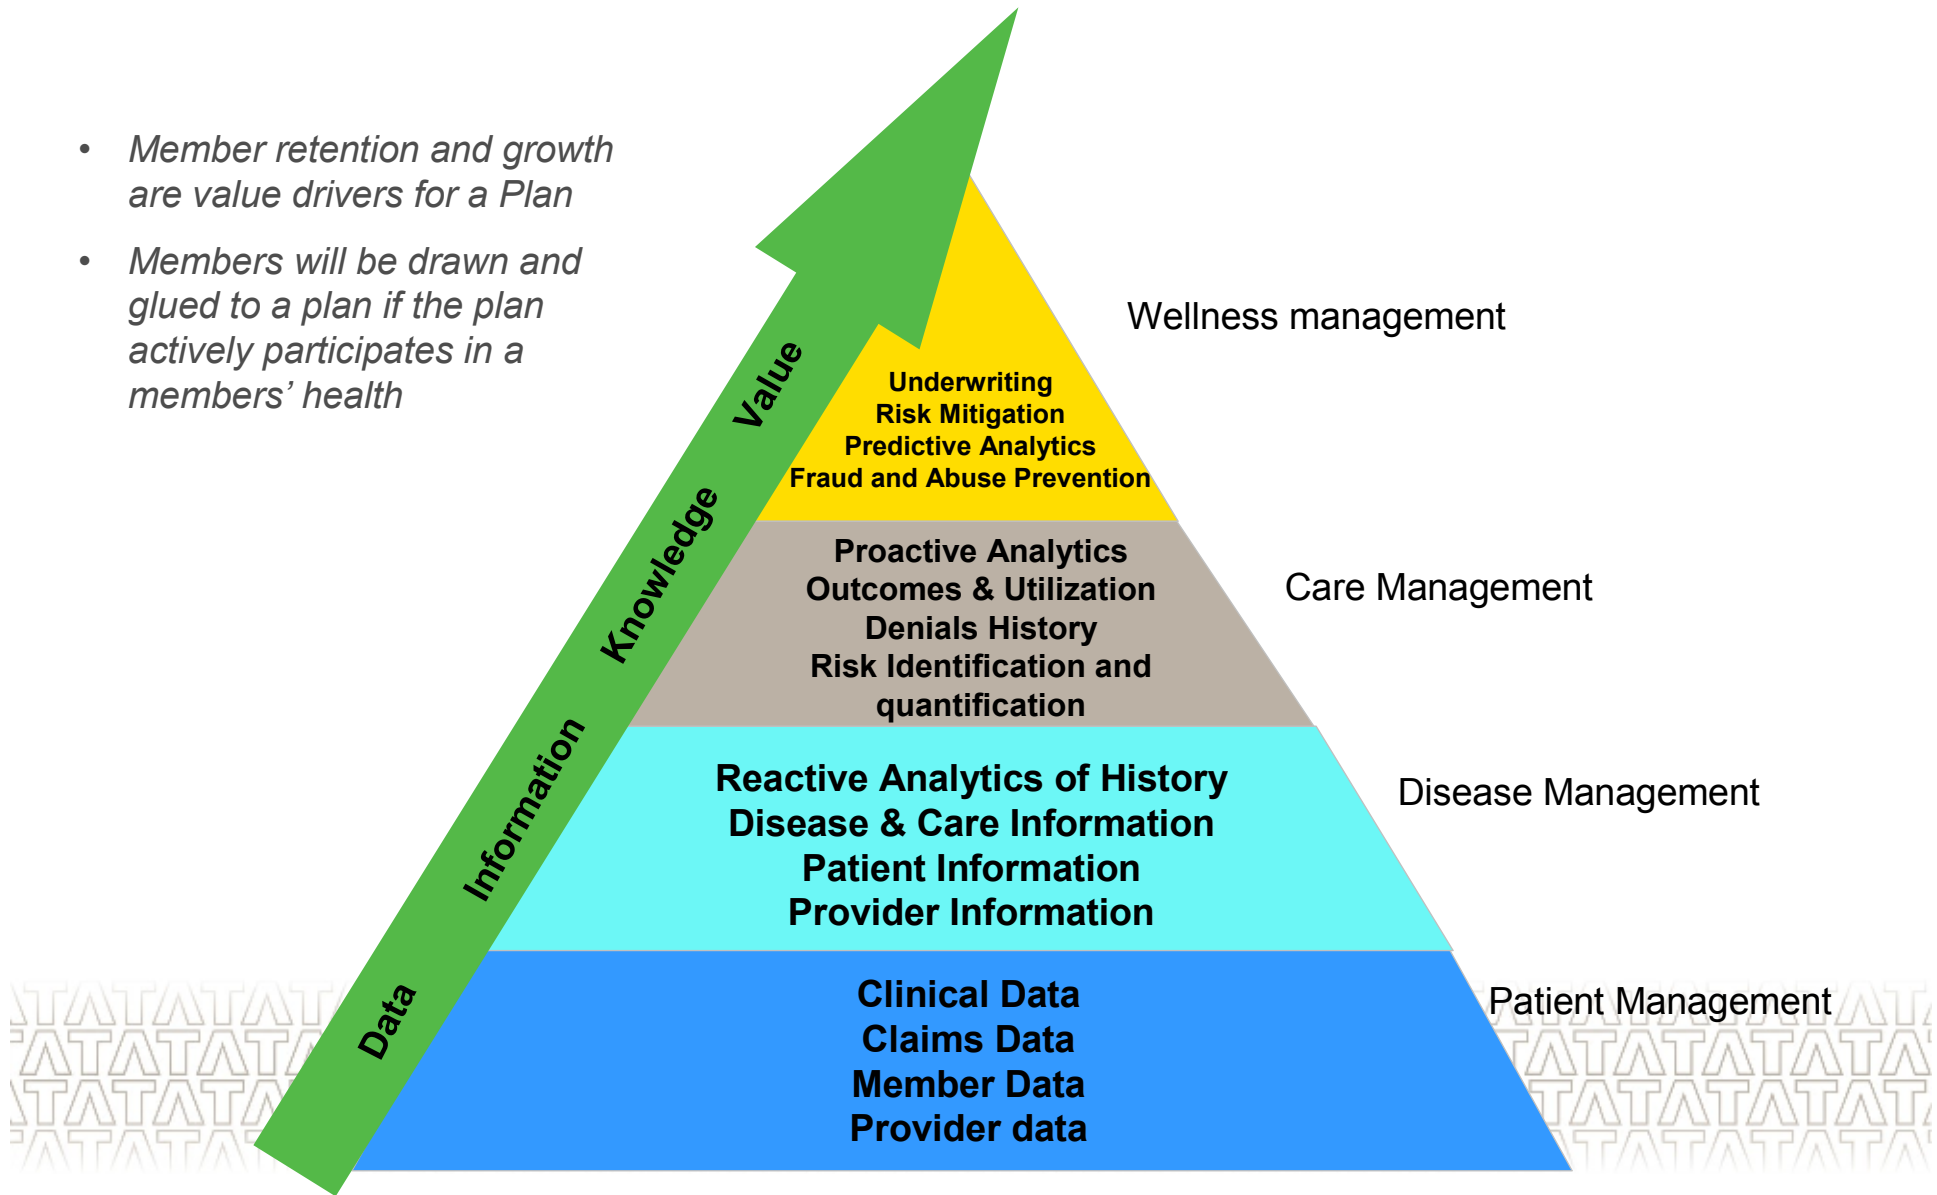 • Member retention and growth
are value drivers for a Plan
• Members will be drawn and
glued to a plan if the plan
actively participates in a
members’ health
Value
Knowledge
Information
Data
Underwriting
Risk Mitigation
Predictive Analytics
Fraud and Abuse Prevention
Wellness management
Proactive Analytics
Outcomes & Utilization
Denials History
Risk Identification and
quantification
Care Management
Reactive Analytics of History
Disease & Care Information
Patient Information
Provider Information
Disease Management
Clinical Data
Claims Data
Member Data
Provider data
Patient Management
TATATATA